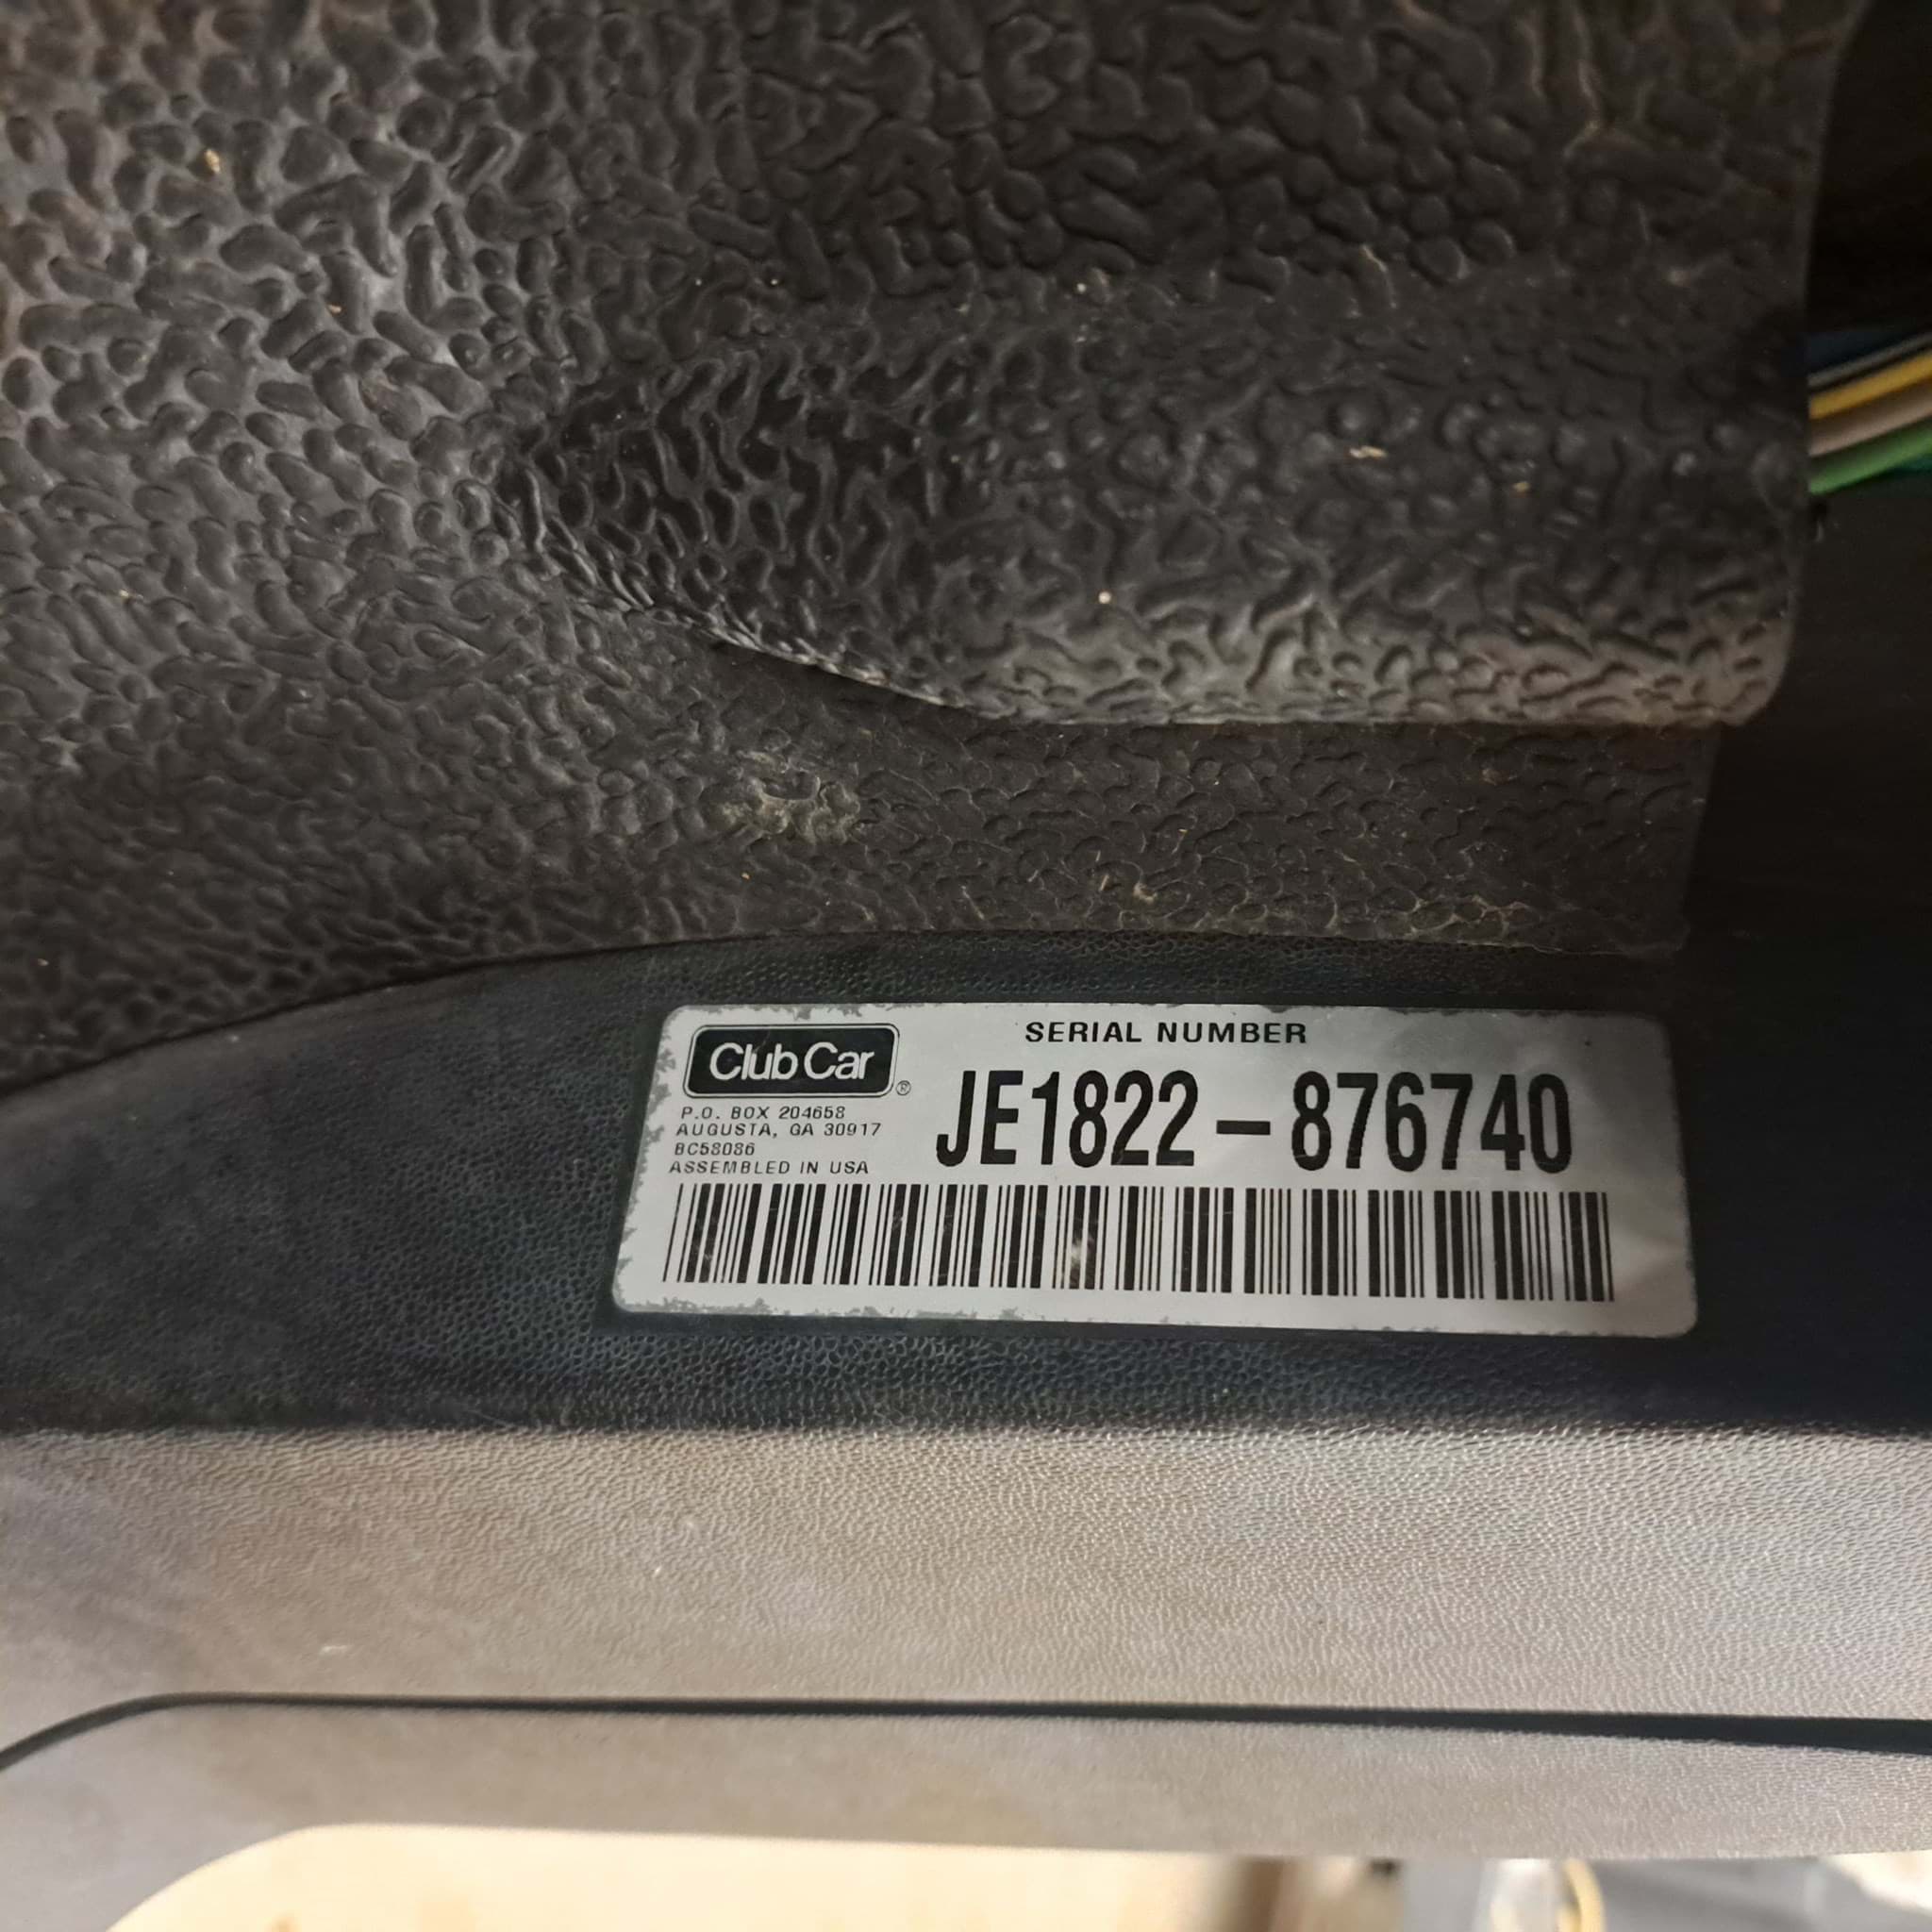 Club Car ®
P.O. BOX 204658
AUGUSTA, GA 30917
BC58086
ASSEMBLED IN USA
SERIAL NUMBER
JE1822-876740